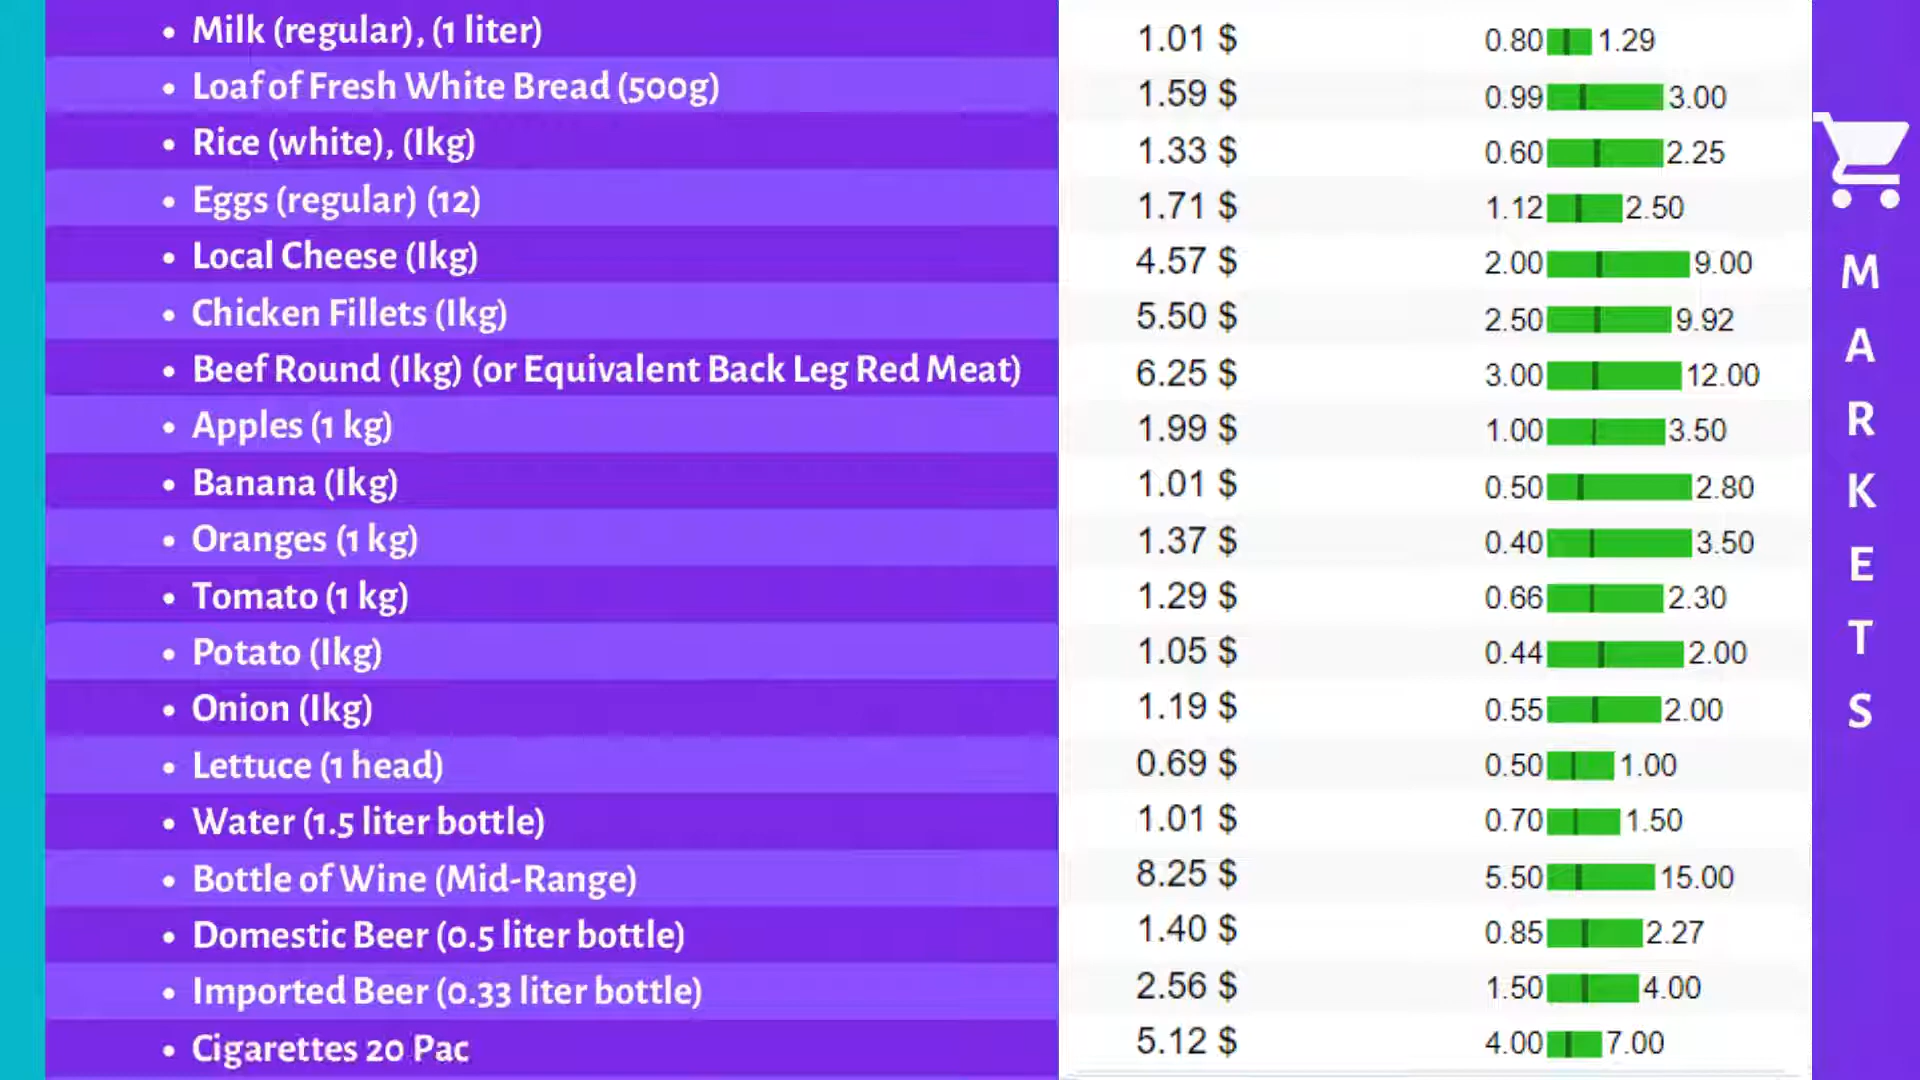 Milk (regular), (1 liter) 1.01 $ 0.80 1.29
Loaf of Fresh White Bread (500g) 1.59 $ 0.99 3.00
Rice (white), (Ikg) 1.33 $ 0.60 2.25
Eggs (regular) (12) 1.71 $ 1.12 2.50
Local Cheese (Ikg) 4.57 $ 2.00 9.00
Chicken Fillets (Ikg) 5.50 $ 2.50 9.92
Beef Round (Ikg) (or Equivalent Back Leg Red Meat) 6.25 $ 3.00 12.00
Apples (1 kg) 1.99 $ 1.00 3.50
Banana (Ikg) 1.01 $ 0.50 2.80
Oranges (1 kg) 1.37 $ 0.40 3.50
Tomato (1 kg) 1.29 $ 0.66 2.30
Potato (Ikg) 1.05 $ 0.44 2.00
Onion (Ikg) 1.19 $ 0.55 2.00
Lettuce (1 head) 0.69 $ 0.50 1.00
Water (1.5 liter bottle) 1.01 $ 0.70 1.50
Bottle of Wine (Mid-Range) 8.25 $ 5.50 15.00
Domestic Beer (0.5 liter bottle) 1.40 $ 0.85 2.27
Imported Beer (0.33 liter bottle) 2.56 $ 1.50 4.00
Cigarettes 20 Pac 5.12 $ 4.00 7.00
MARKETS